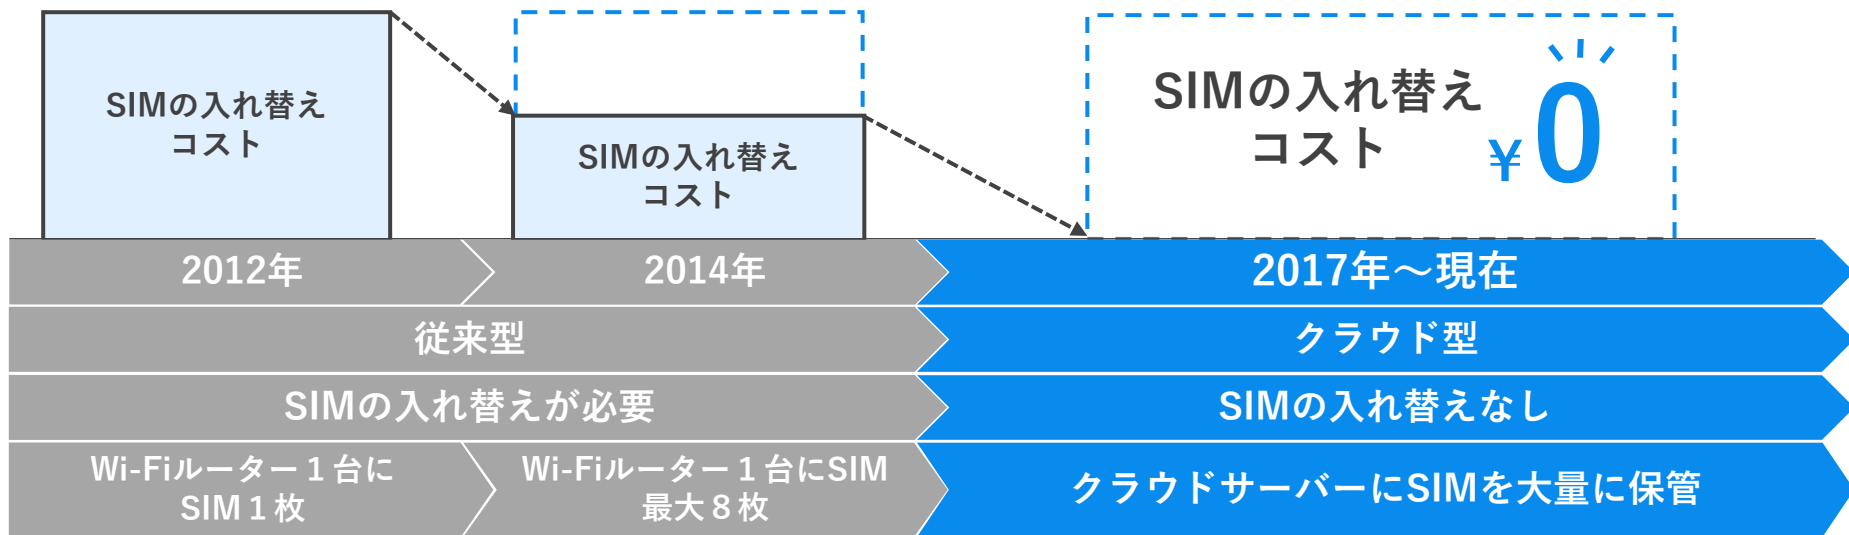 SIMの入れ替え
コスト
SIMの入れ替え
コスト
SIMの入れ替え
コスト
¥0
2012年
2014年
2017年～現在
従来型
クラウド型
SIMの入れ替えが必要
SIMの入れ替えなし
Wi-Fiルーター１台に
SIM１枚
Wi-Fiルーター１台にSIM
最大８枚
クラウドサーバーにSIMを大量に保管